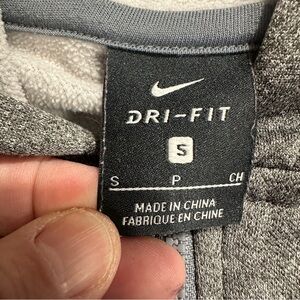 DRI-FIT
S
S P CH
MADE IN CHINA
FABRIQUE EN CHINE